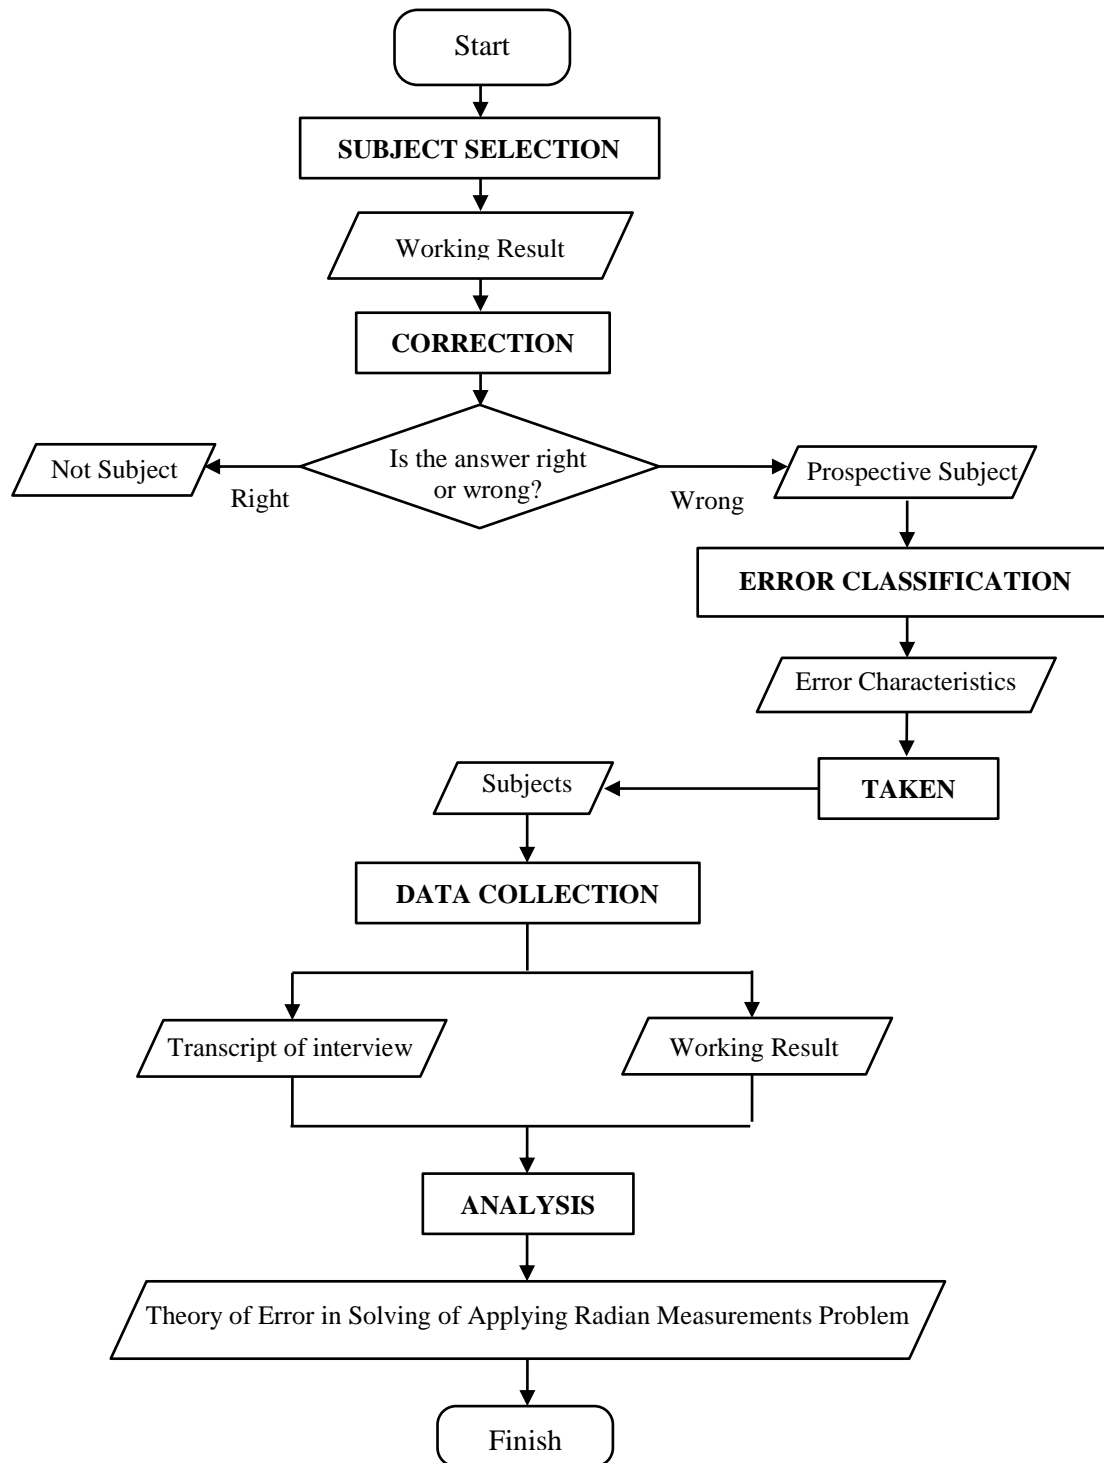 Start
SUBJECT SELECTION
Working Result
CORRECTION
Is the answer right
or wrong?
Not Subject
Right
Wrong
Prospective Subject
ERROR CLASSIFICATION
Error Characteristics
TAKEN
Subjects
DATA COLLECTION
Transcript of interview
Working Result
ANALYSIS
Theory of Error in Solving of Applying Radian Measurements Problem
Finish